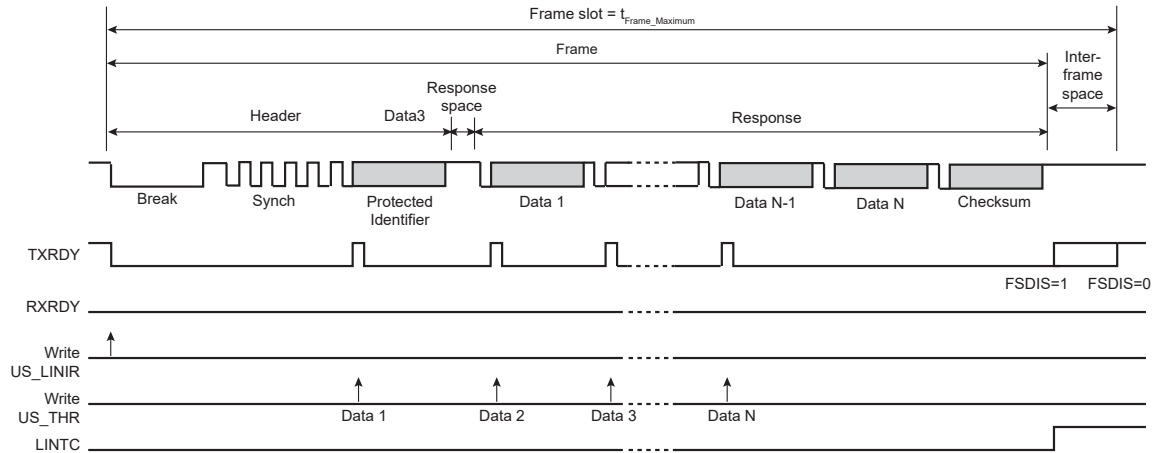 Frame slot = tFrame_Maximum
Frame
Inter-
frame
space
Response
space
Header
Data3
Response
Break
Synch
Protected
Identifier
Data 1
Data N-1
Data N
Checksum
TXRDY
FSDIS=1
FSDIS=0
RXRDY
Write
US_LINIR
Write
US_THR
Data 1
Data 2
Data 3
Data N
LINTC